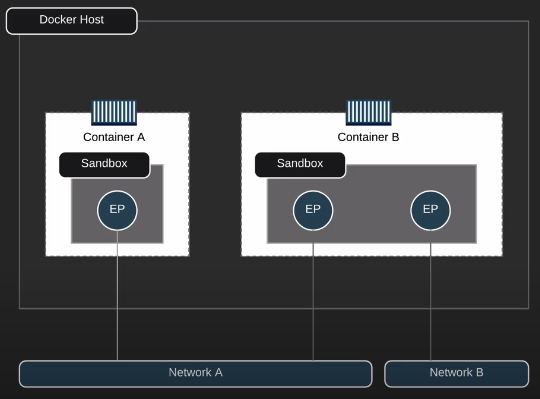 Docker Host
Container A
Container B
Sandbox
Sandbox
EP
EP
EP
Network A
Network B